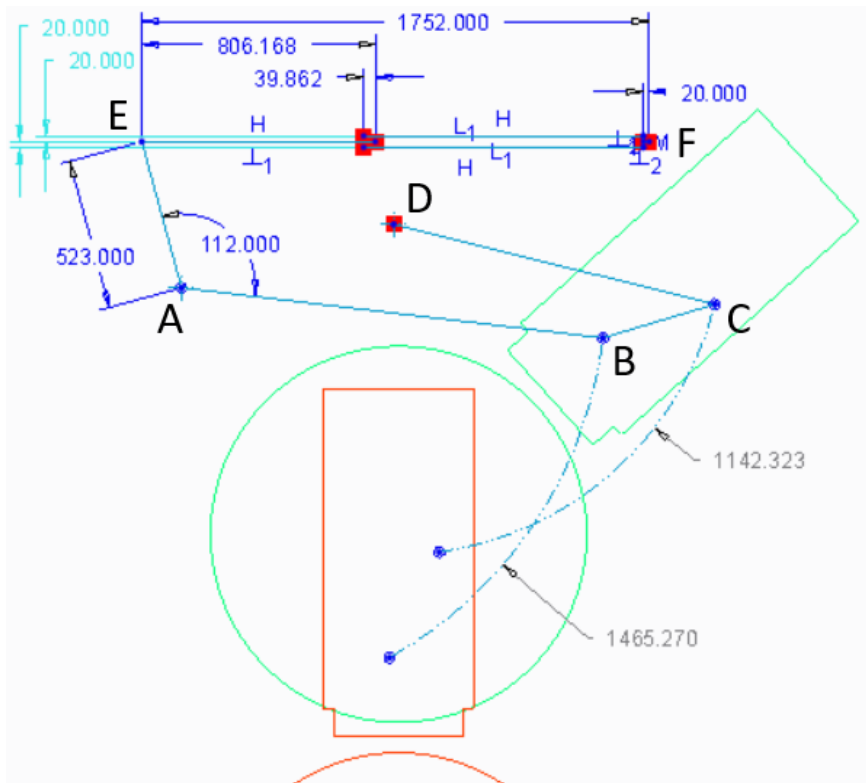 20.000
1752.000
20.000
806.168
39.862
20.000
E
H
L1
H
F
⊥1
L1
H
⊥2
D
523.000
112.000
A
B
C
1142.323
1465.270